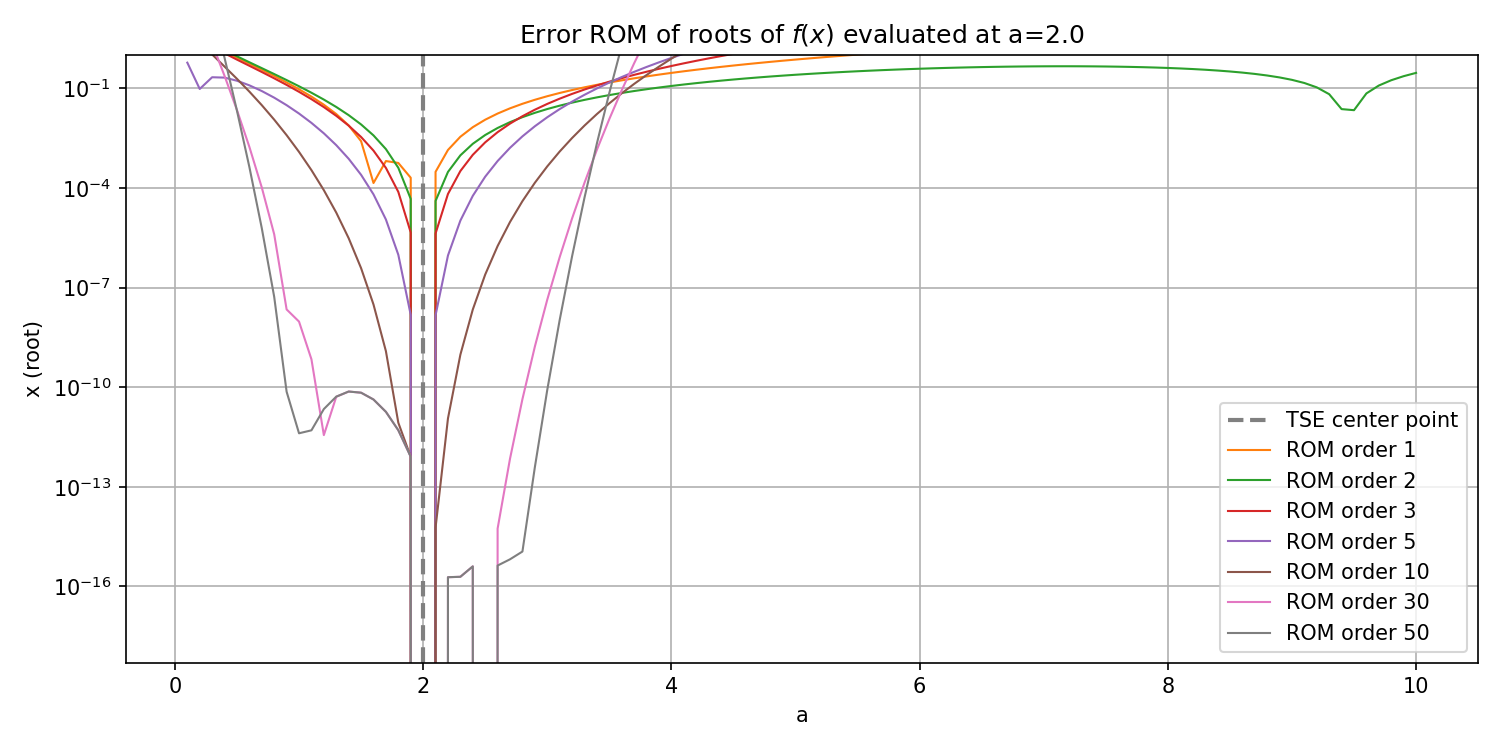 Error ROM of roots of f(x) evaluated at a=2.0
x (root)
10⁻¹
10⁻⁴
10⁻⁷
10⁻¹⁰
10⁻¹³
10⁻¹⁶
TSE center point
ROM order 1
ROM order 2
ROM order 3
ROM order 5
ROM order 10
ROM order 30
ROM order 50
0 2 4 6 8 10
a